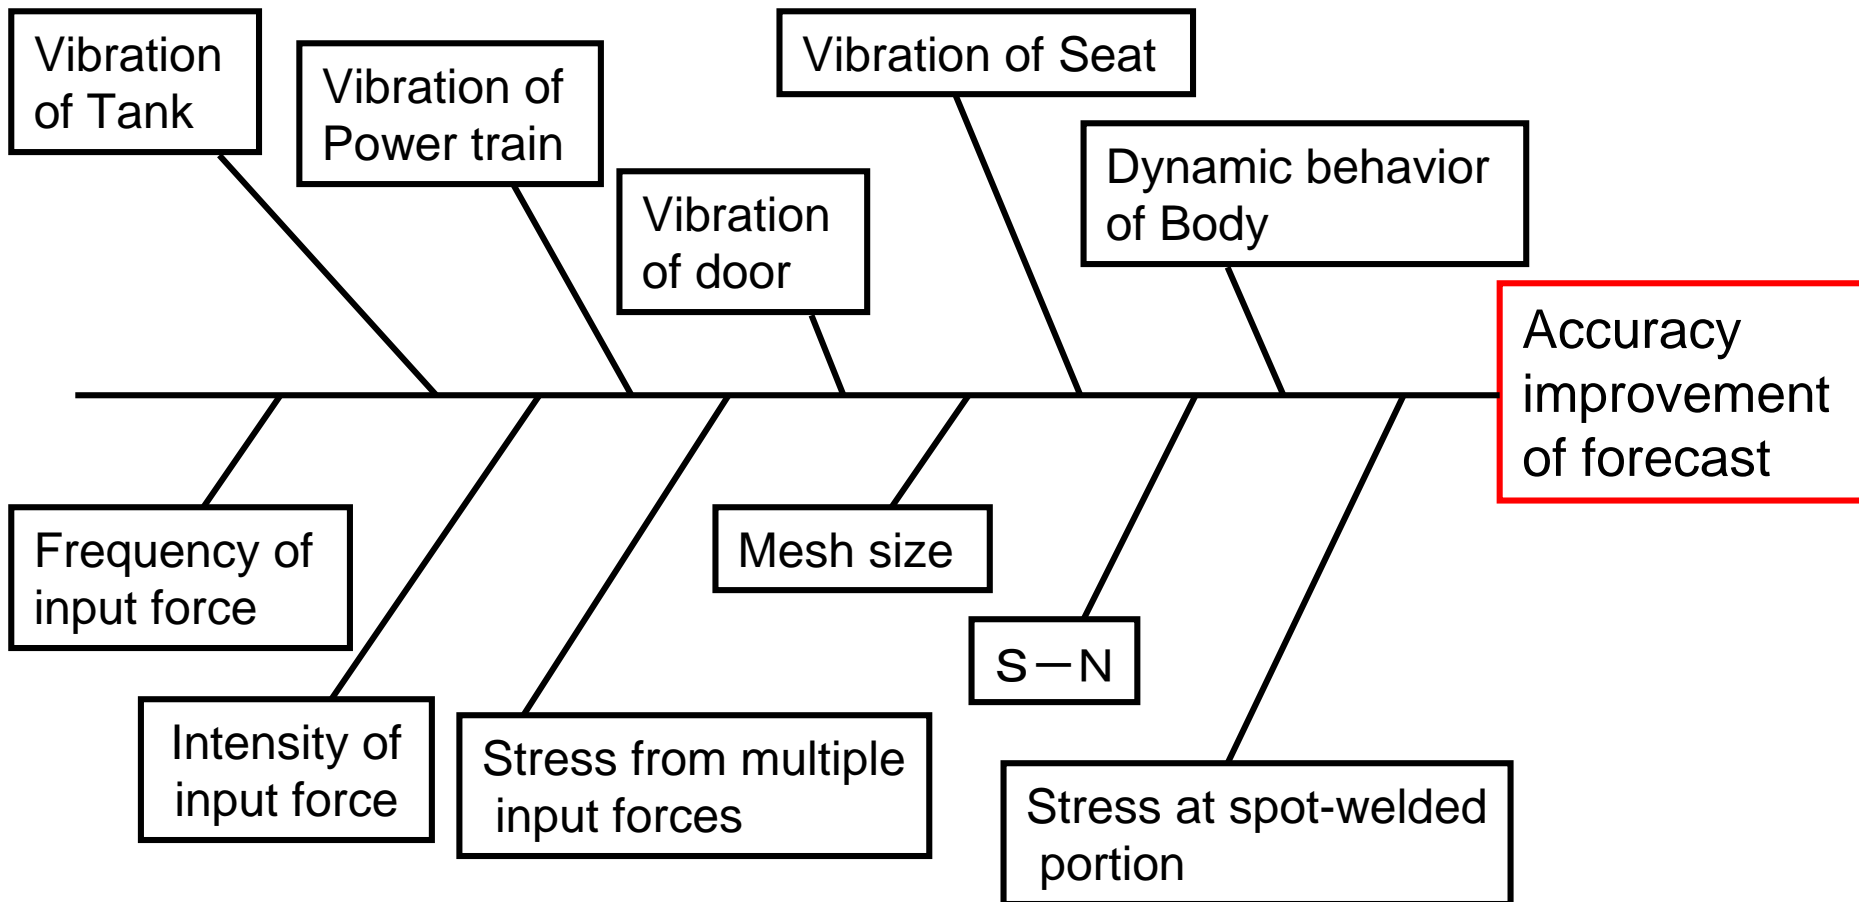 Vibration
of Tank
Vibration of
Power train
Vibration
of door
Vibration of Seat
Dynamic behavior
of Body
Accuracy
improvement
of forecast
Frequency of
input force
Intensity of
input force
Stress from multiple
input forces
Mesh size
S－N
Stress at spot-welded
portion